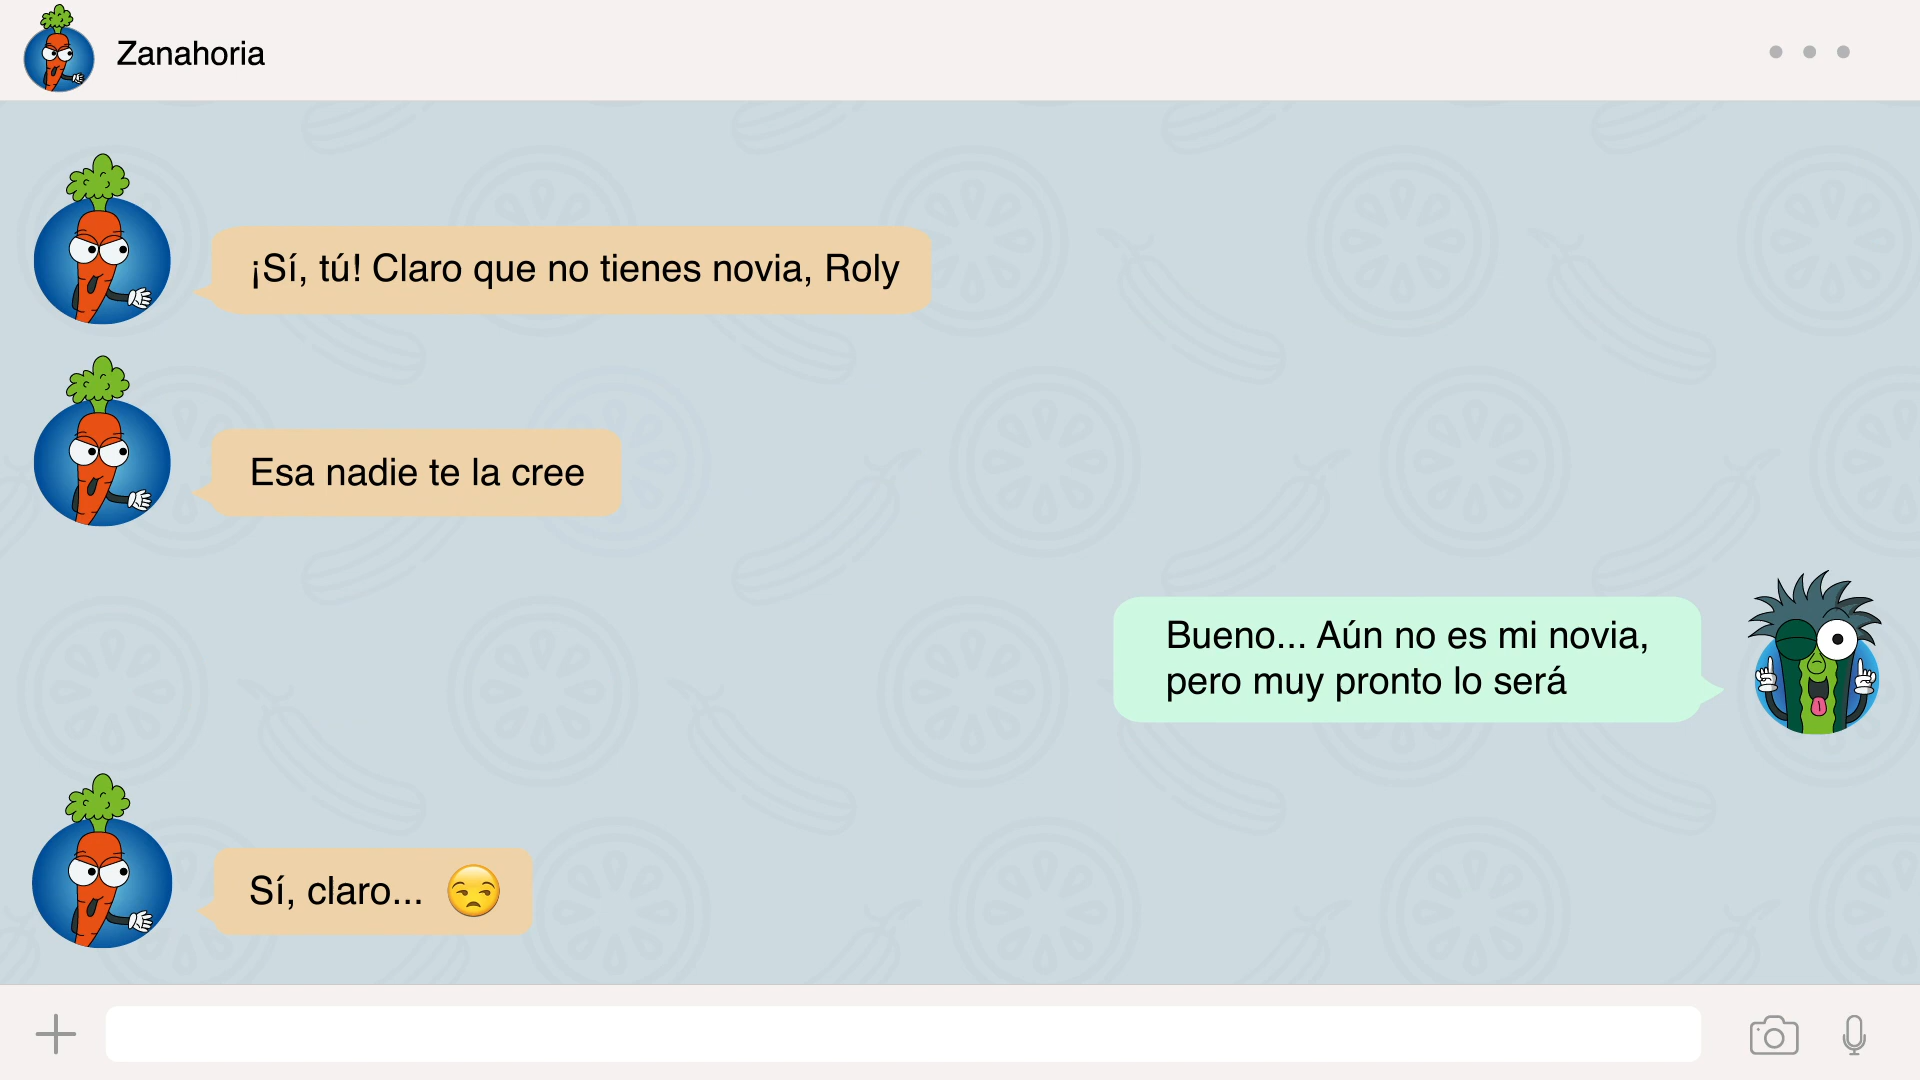 Zanahoria
¡Sí, tú! Claro que no tienes novia, Roly
Esa nadie te la cree
Bueno... Aún no es mi novia,
pero muy pronto lo será
Sí, claro... 😒